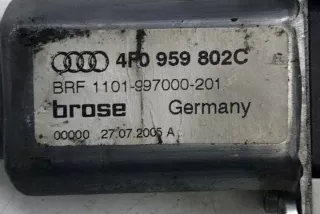 4F0 959 802C
BRF 1101-997000-201
brose Germany
00000 27.07.2005 A